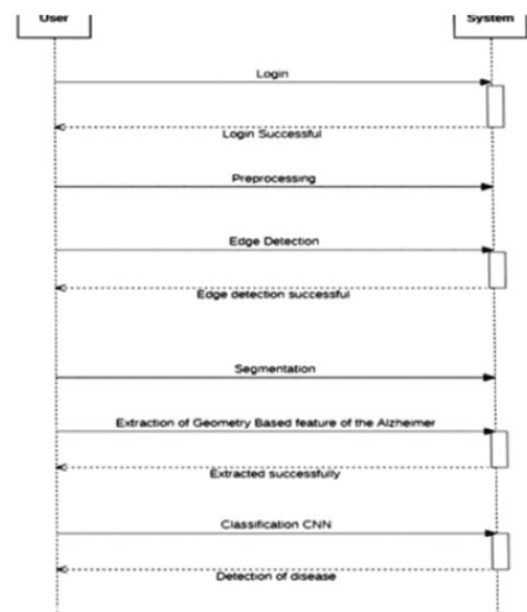 User
System
Login
Login Successful
Preprocessing
Edge Detection
Edge detection successful
Segmentation
Extraction of Geometry Based feature of the Alzheimer
Extracted successfully
Classification CNN
Detection of disease